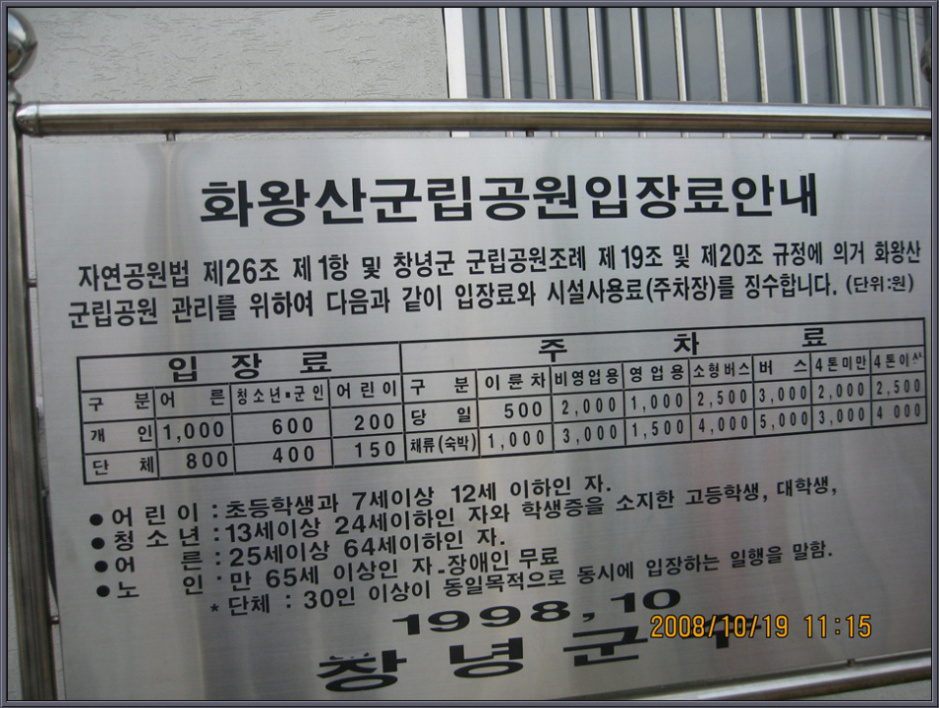 화왕산군립공원입장료안내
자연공원법 제26조 제1항 및 창녕군 군립공원조례 제19조 및 제20조 규정에 의거 화왕산
군립공원 관리를 위하여 다음과 같이 입장료와 시설사용료(주차장)를 징수합니다. (단위:원)
입 장 료 주 차 료
구 분 어 른 청소년·군인 어린이 구 분 이륜차 비영업용 영업용 소형버스 버 스 4톤미만 4톤이상
개 인 1,000 600 200 당 일 500 2,000 1,000 2,500 3,000 2,000 2,500
단 체 800 400 150 채류(숙박) 1,000 3,000 1,500 4,000 5,000 3,000 4 000
●어 린 이 : 초등학생과 7세이상 12세 이하인 자.
●청 소 년 : 13세이상 24세이하인 자와 학생증을 소지한 고등학생, 대학생,
●어 른 : 25세이상 64세이하인 자.
●노 인 : 만 65세 이상인 자-장애인 무료
* 단체 : 30인 이상이 동일목적으로 동시에 입장하는 일행을 말함.
1998,10
창 녕 군 수
2008/10/19 11:15